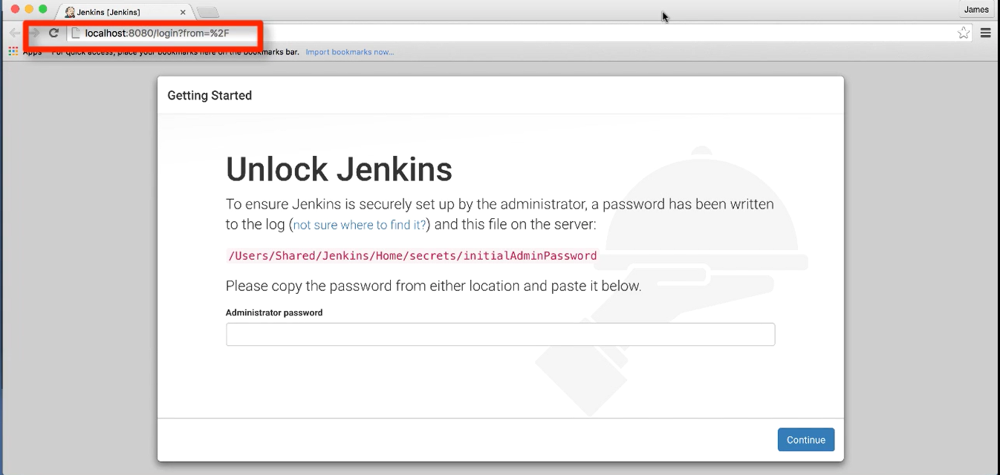 Jenkins [Jenkins]
James
localhost:8080/login?from=%2F
Apps For quick access, place your bookmarks here on the bookmarks bar. Import bookmarks now...
Getting Started
Unlock Jenkins
To ensure Jenkins is securely set up by the administrator, a password has been written
to the log (not sure where to find it?) and this file on the server:
/Users/Shared/Jenkins/Home/secrets/initialAdminPassword
Please copy the password from either location and paste it below.
Administrator password
Continue